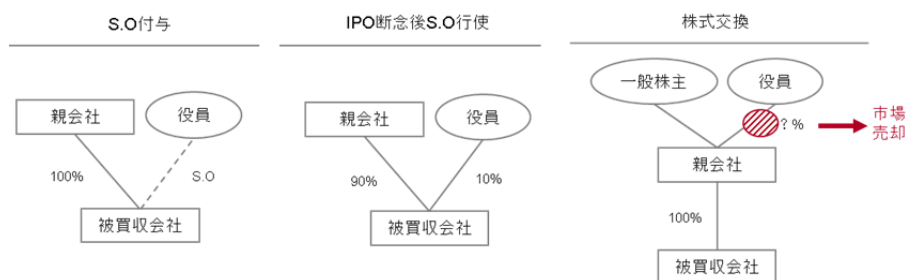 S.O付与
親会社
役員
100%
S.O
被買収会社
IPO断念後S.O行使
親会社
役員
90%
10%
被買収会社
株式交換
一般株主
役員
?%
市場
売却
親会社
100%
被買収会社